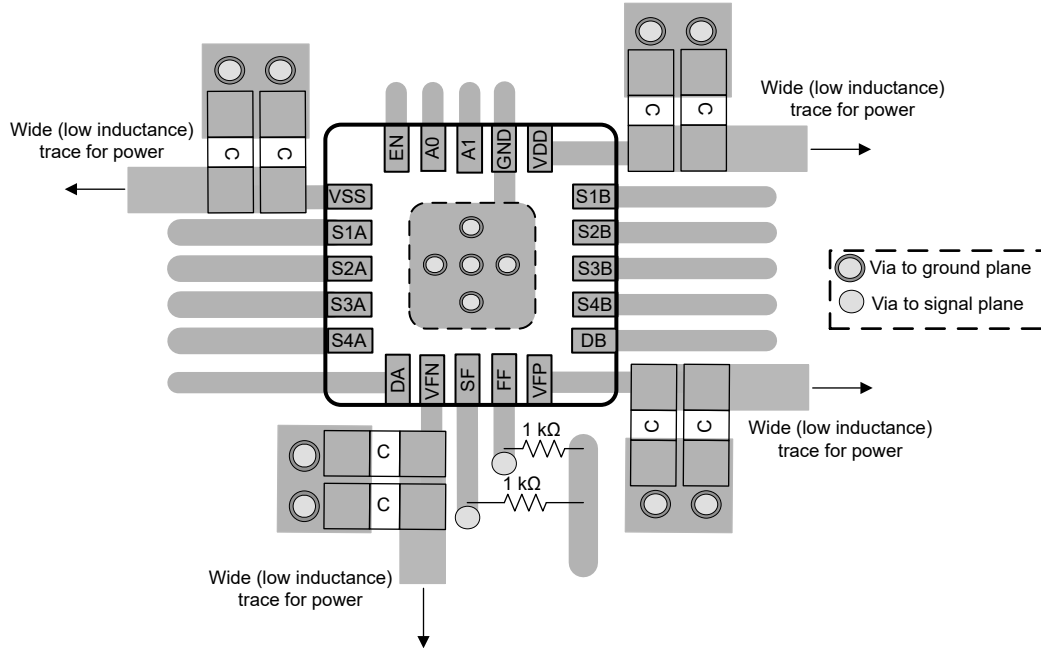 Wide (low inductance)
trace for power
C
C
Wide (low inductance)
trace for power
C
C
EN
A0
A1
GND
VDD
VSS
S1A
S2A
S3A
S4A
S1B
S2B
S3B
S4B
DB
DA
VFN
SF
FF
VFP
Via to ground plane
Via to signal plane
C
C
Wide (low inductance)
trace for power
1 kΩ
1 kΩ
C
C
Wide (low inductance)
trace for power